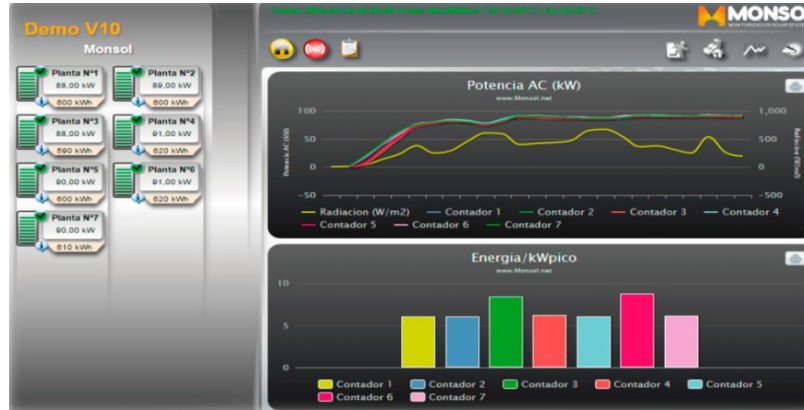 Demo V10
Monsol
Planta Nº1
88,00 kW
600 kWh
Planta Nº2
89,00 kW
600 kWh
Planta Nº3
88,00 kW
590 kWh
Planta Nº4
91,00 kW
620 kWh
Planta Nº5
90,00 kW
600 kWh
Planta Nº6
91,00 kW
620 kWh
Planta Nº7
90,00 kW
610 kWh
MONSOL
Potencia AC (kW)
www.Monsol.net
100
50
0
-50
Potencia AC (kW)
1,000
500
0
-500
Radiacion (W/m2)
Radiacion (W/m2) Contador 1 Contador 2 Contador 3 Contador 4
Contador 5 Contador 6 Contador 7
Energia/kWpico
www.Monsol.net
10
5
0
Contador 1 Contador 2 Contador 3 Contador 4 Contador 5
Contador 6 Contador 7